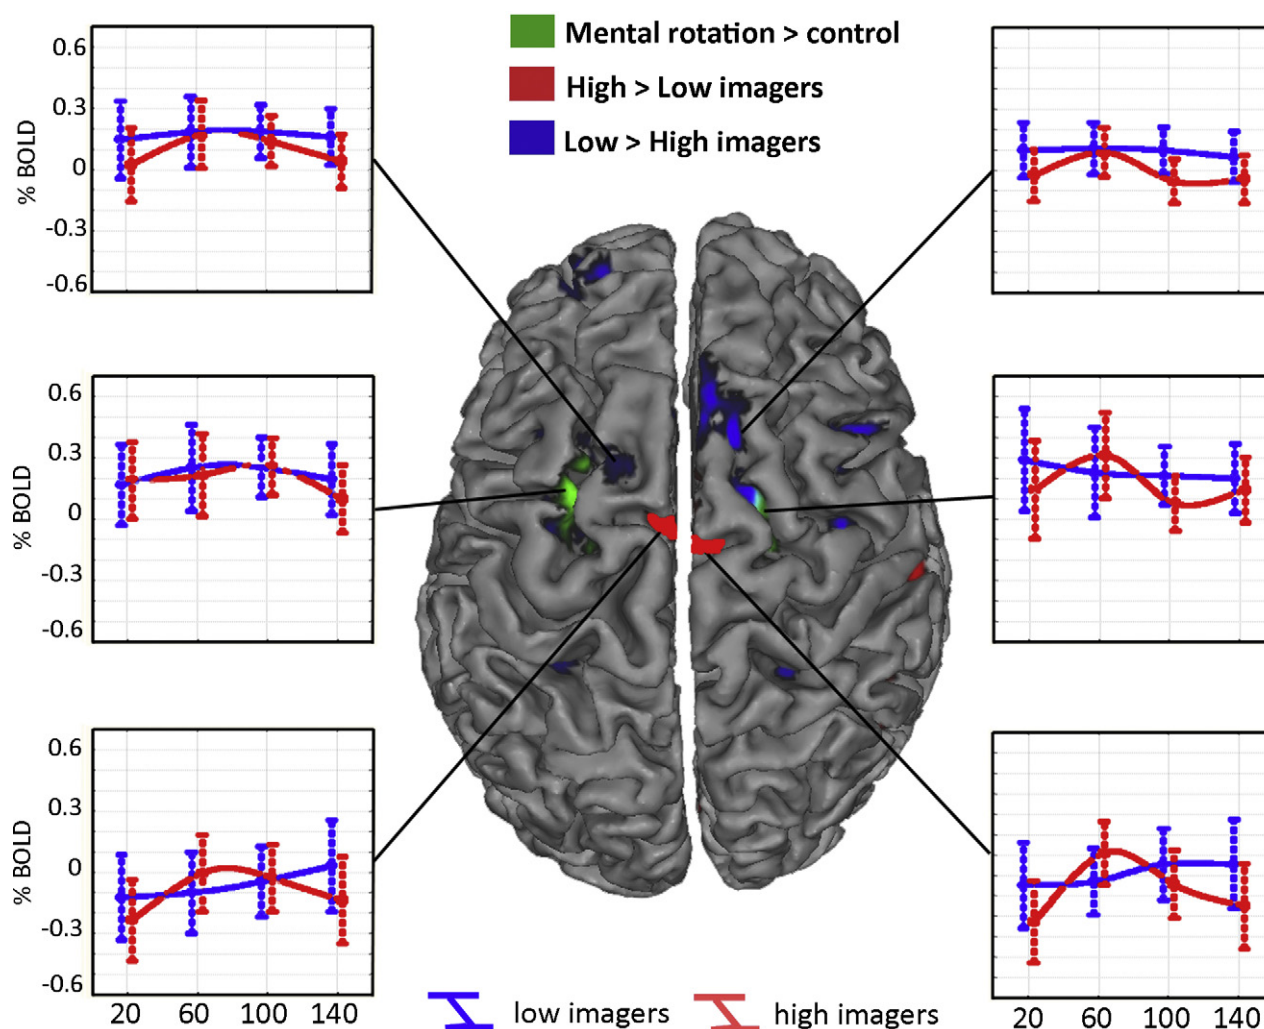 Mental rotation > control
High > Low imagers
Low > High imagers
0.6
0.3
0
-0.3
-0.6
% BOLD
0.6
0.3
0
-0.3
-0.6
% BOLD
0.6
0.3
0
-0.3
-0.6
% BOLD
20 60 100 140
20 60 100 140
low imagers high imagers